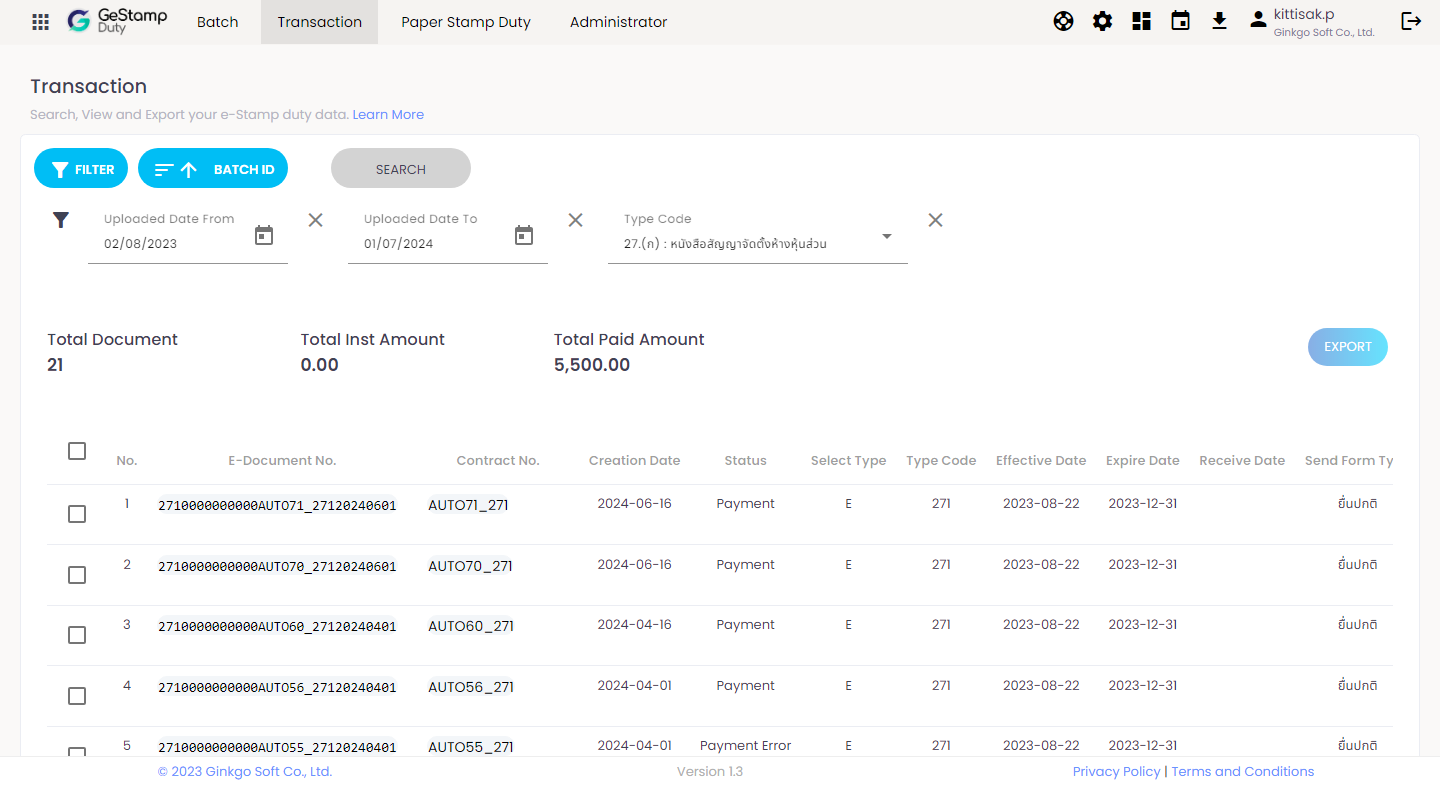 GeStamp Duty
Batch
Transaction
Paper Stamp Duty
Administrator
kittisak.p
Ginkgo Soft Co., Ltd.
Transaction
Search, View and Export your e-Stamp duty data. Learn More
FILTER
BATCH ID
SEARCH
Uploaded Date From
02/08/2023
Uploaded Date To
01/07/2024
Type Code
27.(ก) : หนังสือสัญญาจัดตั้งห้างหุ้นส่วน
Total Document
21
Total Inst Amount
0.00
Total Paid Amount
5,500.00
EXPORT
No. E-Document No. Contract No. Creation Date Status Select Type Type Code Effective Date Expire Date Receive Date Send Form Ty
1 2710000000000AUTO71_27120240601 AUTO71_271 2024-06-16 Payment E 271 2023-08-22 2023-12-31 ยื่นปกติ
2 2710000000000AUTO70_27120240601 AUTO70_271 2024-06-16 Payment E 271 2023-08-22 2023-12-31 ยื่นปกติ
3 2710000000000AUTO60_27120240401 AUTO60_271 2024-04-16 Payment E 271 2023-08-22 2023-12-31 ยื่นปกติ
4 2710000000000AUTO56_27120240401 AUTO56_271 2024-04-01 Payment E 271 2023-08-22 2023-12-31 ยื่นปกติ
5 2710000000000AUTO55_27120240401 AUTO55_271 2024-04-01 Payment Error E 271 2023-08-22 2023-12-31 ยื่นปกติ
© 2023 Ginkgo Soft Co., Ltd.
Version 1.3
Privacy Policy | Terms and Conditions